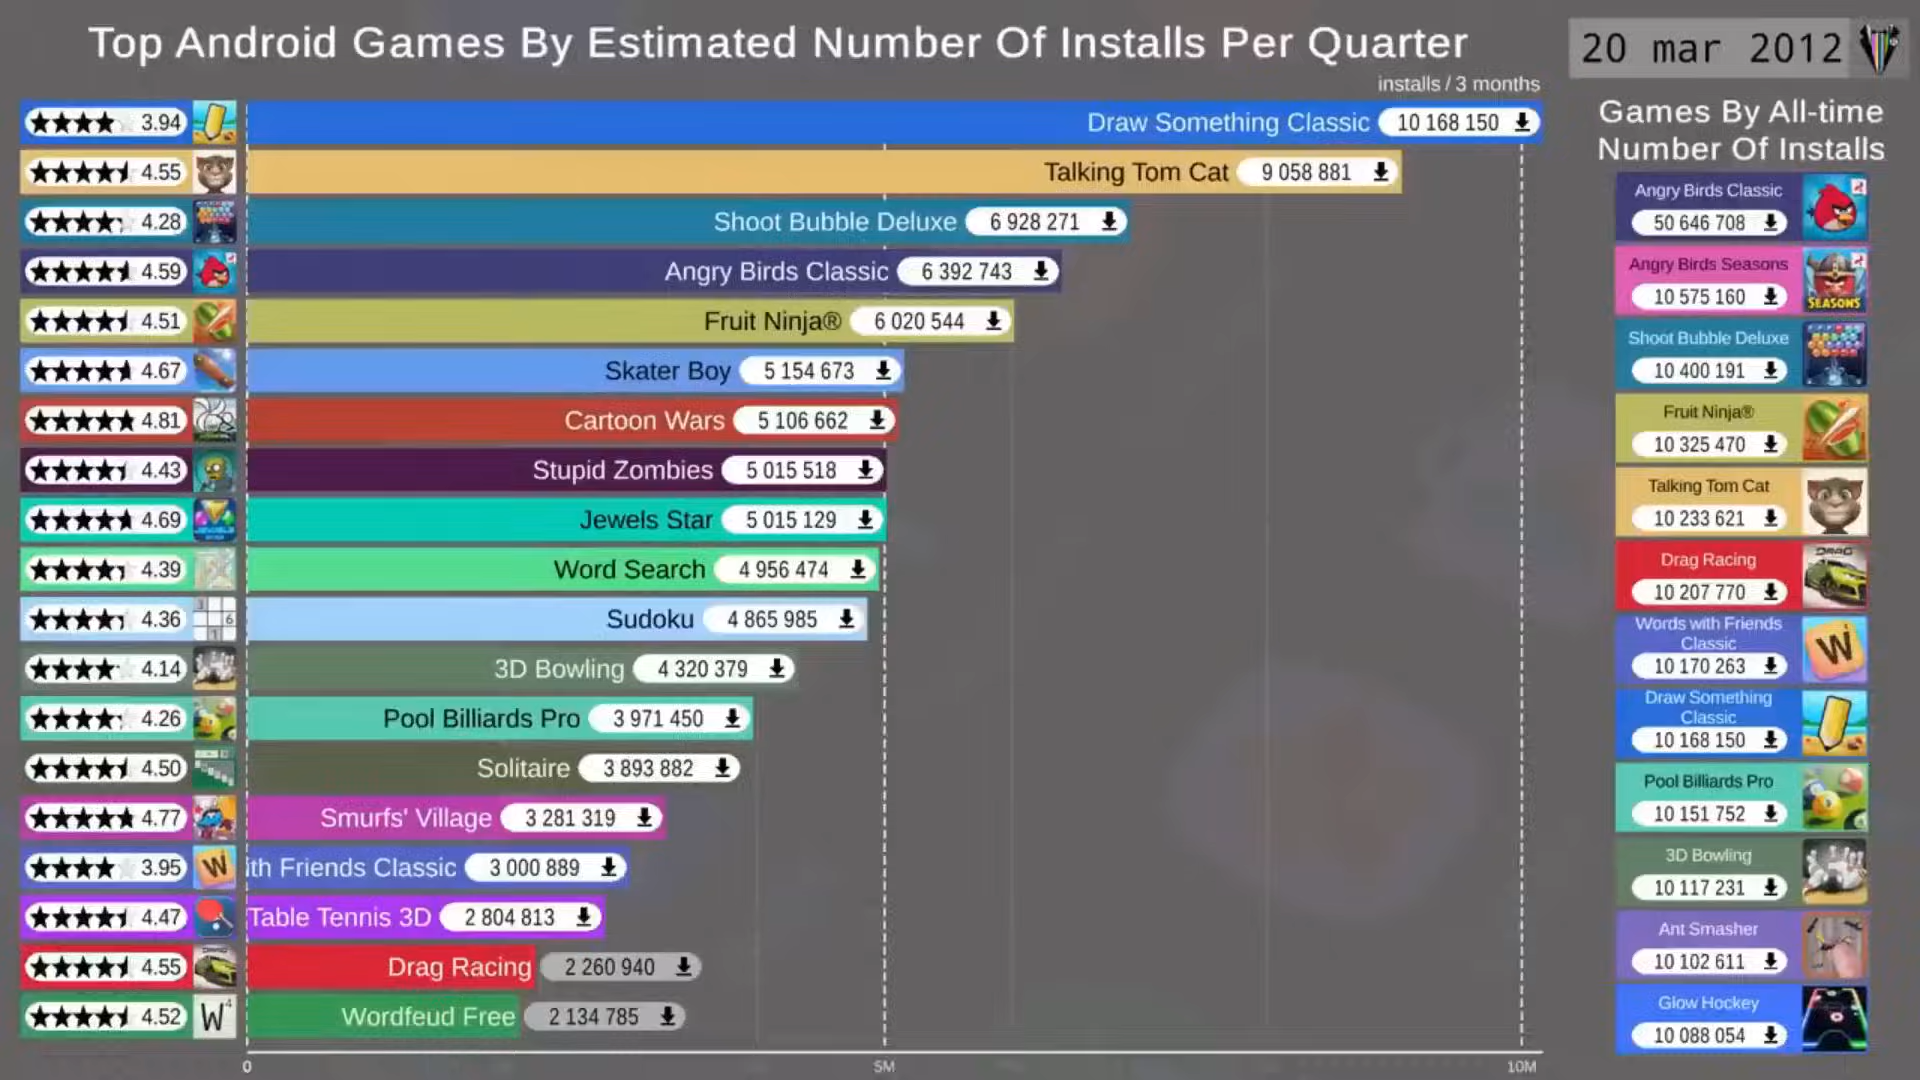 Top Android Games By Estimated Number Of Installs Per Quarter
20 mar 2012
installs / 3 months
3.94 Draw Something Classic 10 168 150
4.55 Talking Tom Cat 9 058 881
4.28 Shoot Bubble Deluxe 6 928 271
4.59 Angry Birds Classic 6 392 743
4.51 Fruit Ninja® 6 020 544
4.67 Skater Boy 5 154 673
4.81 Cartoon Wars 5 106 662
4.43 Stupid Zombies 5 015 518
4.69 Jewels Star 5 015 129
4.39 Word Search 4 956 474
4.36 Sudoku 4 865 985
4.14 3D Bowling 4 320 379
4.26 Pool Billiards Pro 3 971 450
4.50 Solitaire 3 893 882
4.77 Smurfs' Village 3 281 319
3.95 W ith Friends Classic 3 000 889
4.47 Table Tennis 3D 2 804 813
4.55 Drag Racing 2 260 940
4.52 W4 Wordfeud Free 2 134 785
0 5M 10M
Games By All-time
Number Of Installs
Angry Birds Classic
50 646 708
Angry Birds Seasons
10 575 160
SEASONS
Shoot Bubble Deluxe
10 400 191
Fruit Ninja®
10 325 470
Talking Tom Cat
10 233 621
Drag Racing
DRAG
10 207 770
Words with Friends
Classic
W
10 170 263
Draw Something
Classic
10 168 150
Pool Billiards Pro
10 151 752
3D Bowling
10 117 231
Ant Smasher
10 102 611
Glow Hockey
10 088 054